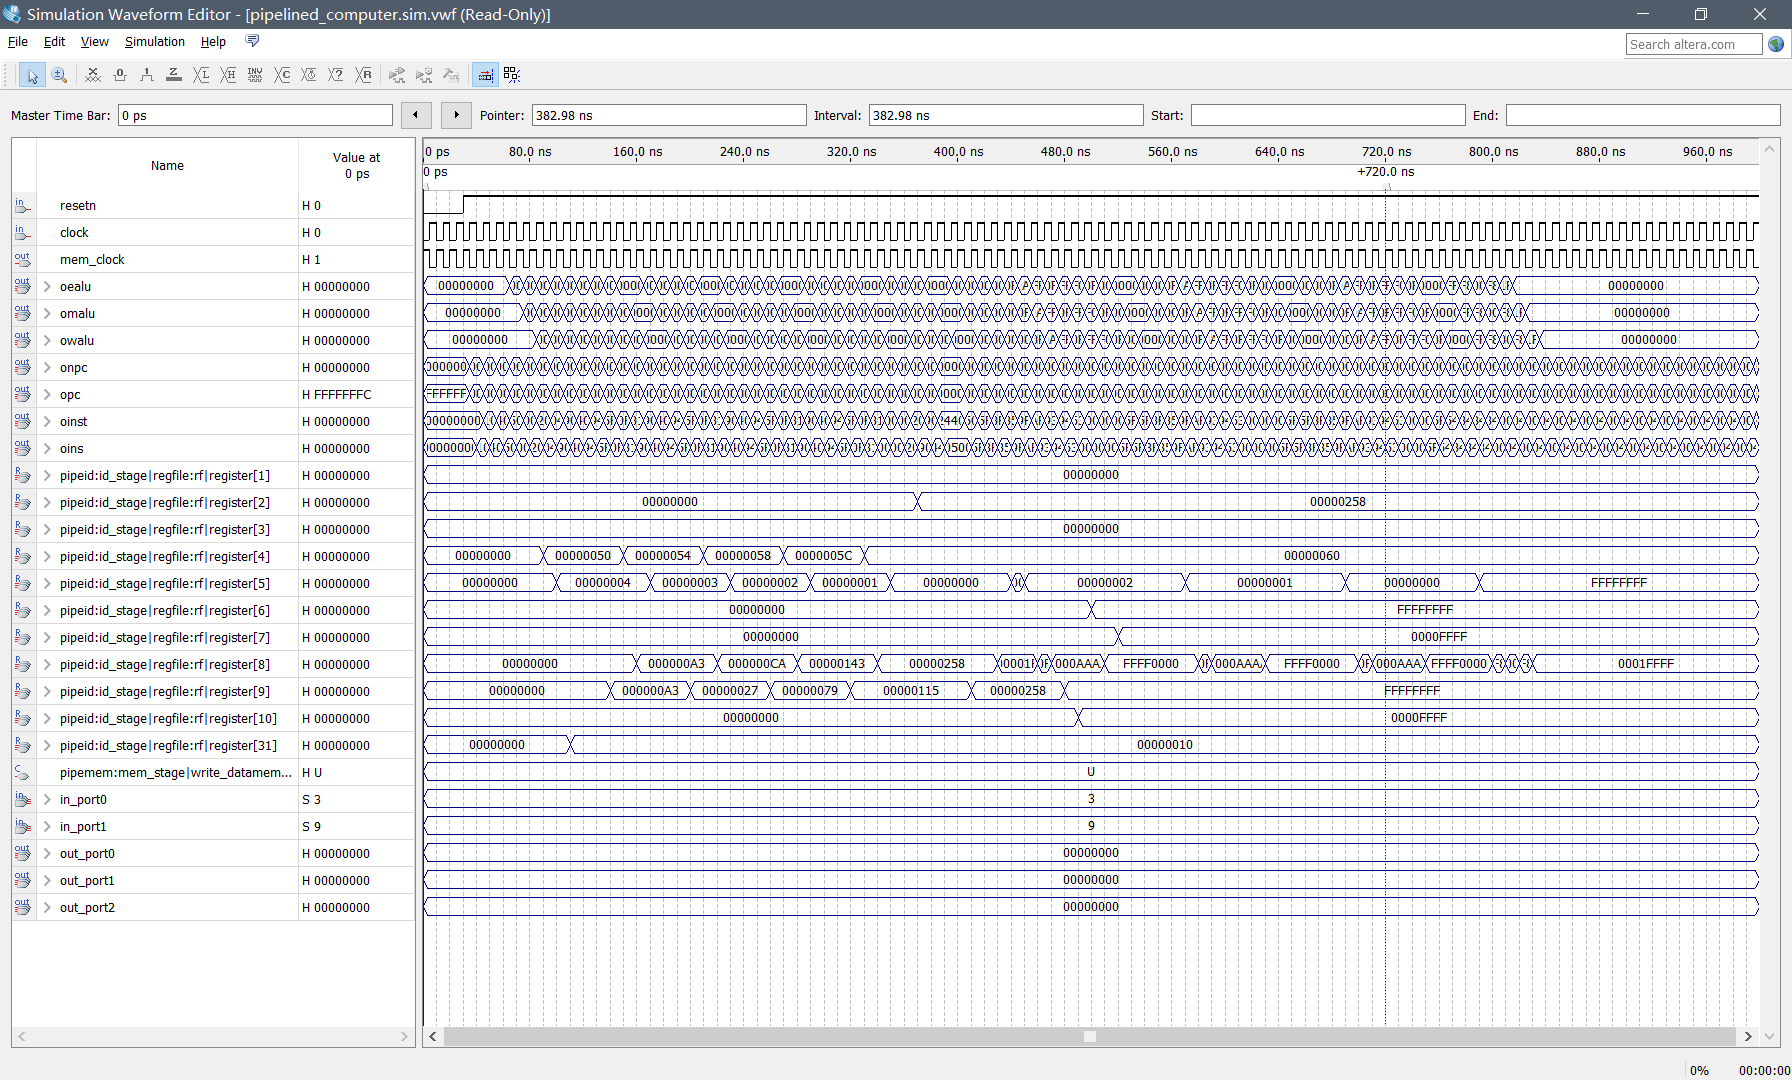 Simulation Waveform Editor - [pipelined_computer.sim.vwf (Read-Only)]
File Edit View Simulation Help
Search altera.com
Master Time Bar: 0 ps Pointer: 382.98 ns Interval: 382.98 ns Start: End:
Name Value at 0 ps
0 ps 80.0 ns 160.0 ns 240.0 ns 320.0 ns 400.0 ns 480.0 ns 560.0 ns 640.0 ns 720.0 ns 800.0 ns 880.0 ns 960.0 ns
0 ps +720.0 ns
resetn H 0
clock H 0
mem_clock H 1
oealu H 00000000 00000000 00000000
omalu H 00000000 00000000 00000000
owalu H 00000000 00000000 00000000
onpc H 00000000
opc H FFFFFFFC
oinst H 00000000
oins H 00000000
pipeid:id_stage|regfile:rf|register[1] H 00000000 00000000
pipeid:id_stage|regfile:rf|register[2] H 00000000 00000000 00000258
pipeid:id_stage|regfile:rf|register[3] H 00000000 00000000
pipeid:id_stage|regfile:rf|register[4] H 00000000 00000000 00000050 00000054 00000058 0000005C 00000060
pipeid:id_stage|regfile:rf|register[5] H 00000000 00000000 00000004 00000003 00000002 00000001 00000000 00000002 00000001 00000000 FFFFFFFF
pipeid:id_stage|regfile:rf|register[6] H 00000000 00000000 FFFFFFFF
pipeid:id_stage|regfile:rf|register[7] H 00000000 00000000 0000FFFF
pipeid:id_stage|regfile:rf|register[8] H 00000000 00000000 000000A3 000000CA 00000143 00000258 000AAA FFFF0000 000AAA FFFF0000 000AAA FFFF0000 0001FFFF
pipeid:id_stage|regfile:rf|register[9] H 00000000 00000000 000000A3 00000027 00000079 00000115 00000258 FFFFFFFF
pipeid:id_stage|regfile:rf|register[10] H 00000000 00000000 0000FFFF
pipeid:id_stage|regfile:rf|register[31] H 00000000 00000000 00000010
pipemem:mem_stage|write_datamem... H U U
in_port0 S 3 3
in_port1 S 9 9
out_port0 H 00000000 00000000
out_port1 H 00000000 00000000
out_port2 H 00000000 00000000
0% 00:00:00